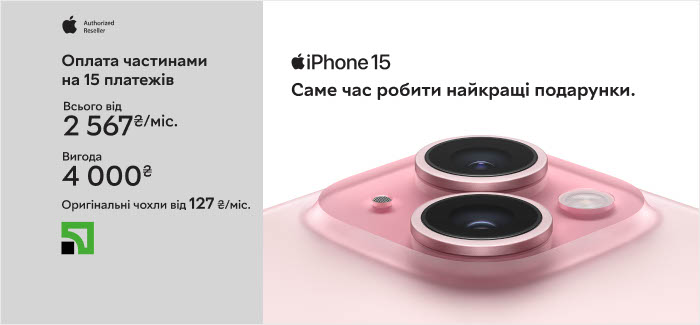 Authorized
Reseller
Оплата частинами
на 15 платежів
Всього від
2 567₴/міс.
Вигода
4 000₴
Оригінальні чохли від 127 ₴/міс.
iPhone 15
Саме час робити найкращі подарунки.